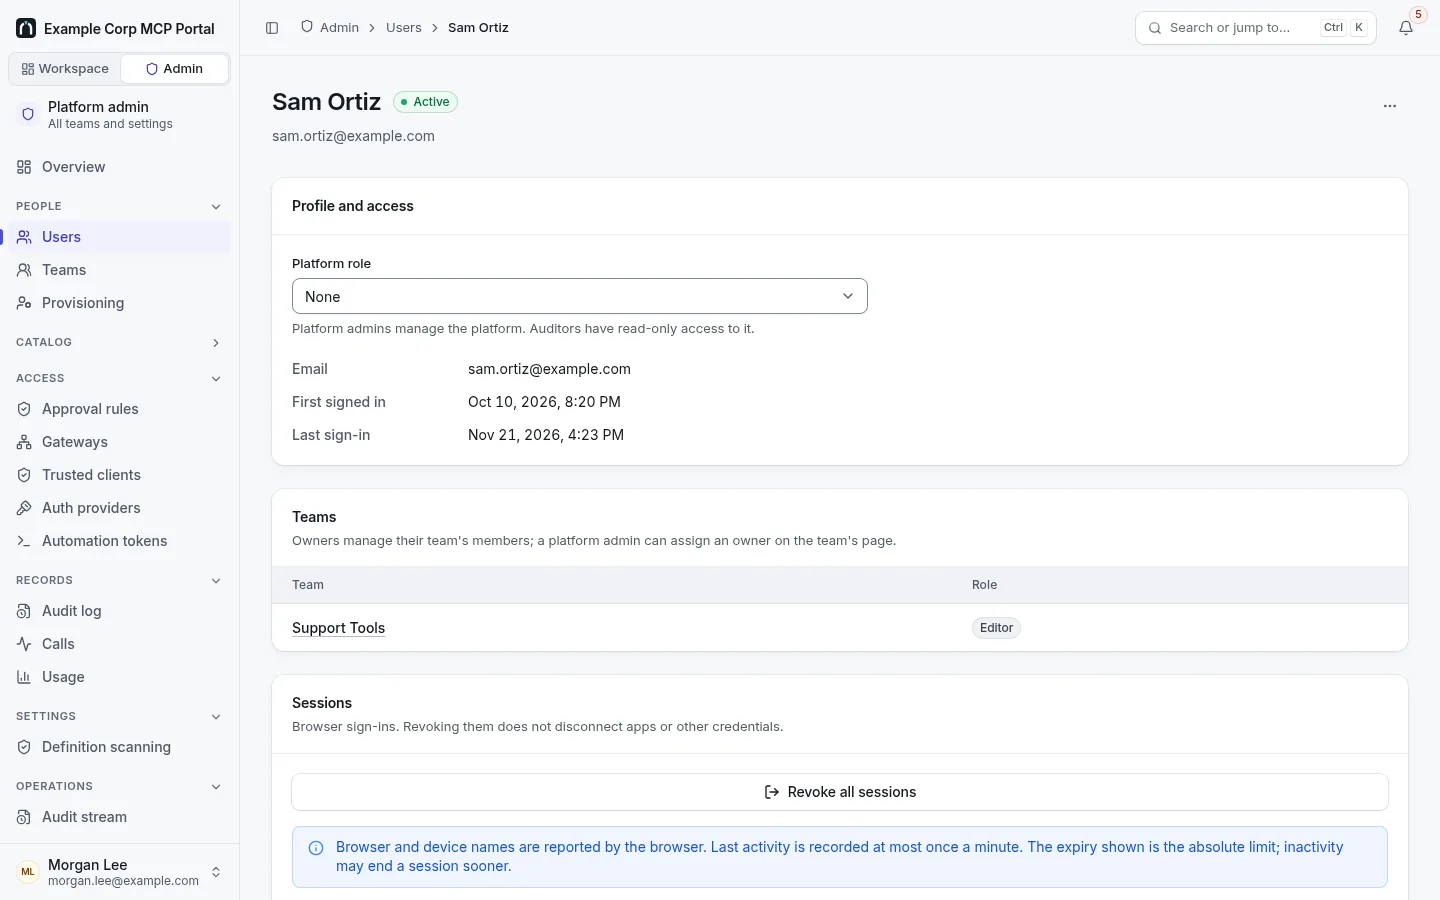 Example Corp MCP Portal
Workspace
Admin
Platform admin
All teams and settings
Overview
PEOPLE
Users
Teams
Provisioning
CATALOG
ACCESS
Approval rules
Gateways
Trusted clients
Auth providers
Automation tokens
RECORDS
Audit log
Calls
Usage
SETTINGS
Definition scanning
OPERATIONS
Audit stream
ML
Morgan Lee
morgan.lee@example.com
Admin
Users
Sam Ortiz
Search or jump to...
Ctrl
K
5
Sam Ortiz
Active
sam.ortiz@example.com
Profile and access
Platform role
None
Platform admins manage the platform. Auditors have read-only access to it.
Email
sam.ortiz@example.com
First signed in
Oct 10, 2026, 8:20 PM
Last sign-in
Nov 21, 2026, 4:23 PM
Teams
Owners manage their team's members; a platform admin can assign an owner on the team's page.
Team
Role
Support Tools
Editor
Sessions
Browser sign-ins. Revoking them does not disconnect apps or other credentials.
Revoke all sessions
Browser and device names are reported by the browser. Last activity is recorded at most once a minute. The expiry shown is the absolute limit; inactivity
may end a session sooner.